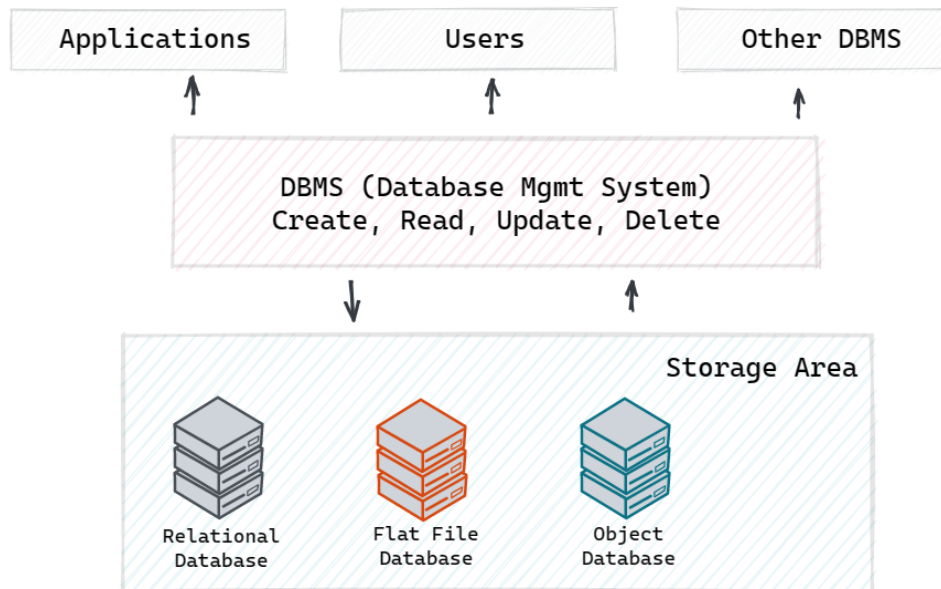 Applications
Users
Other DBMS
DBMS (Database Mgmt System)
Create, Read, Update, Delete
Storage Area
Relational
Database
Flat File
Database
Object
Database